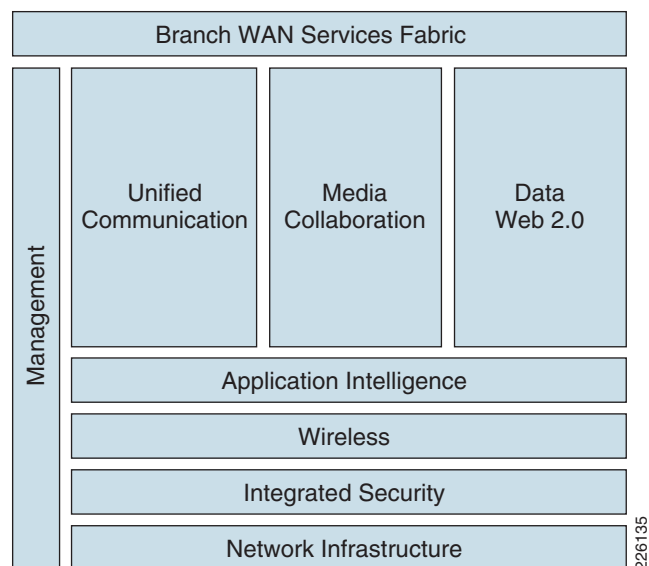 Branch WAN Services Fabric
Management
Unified
Communication
Media
Collaboration
Data
Web 2.0
Application Intelligence
Wireless
Integrated Security
Network Infrastructure
226135